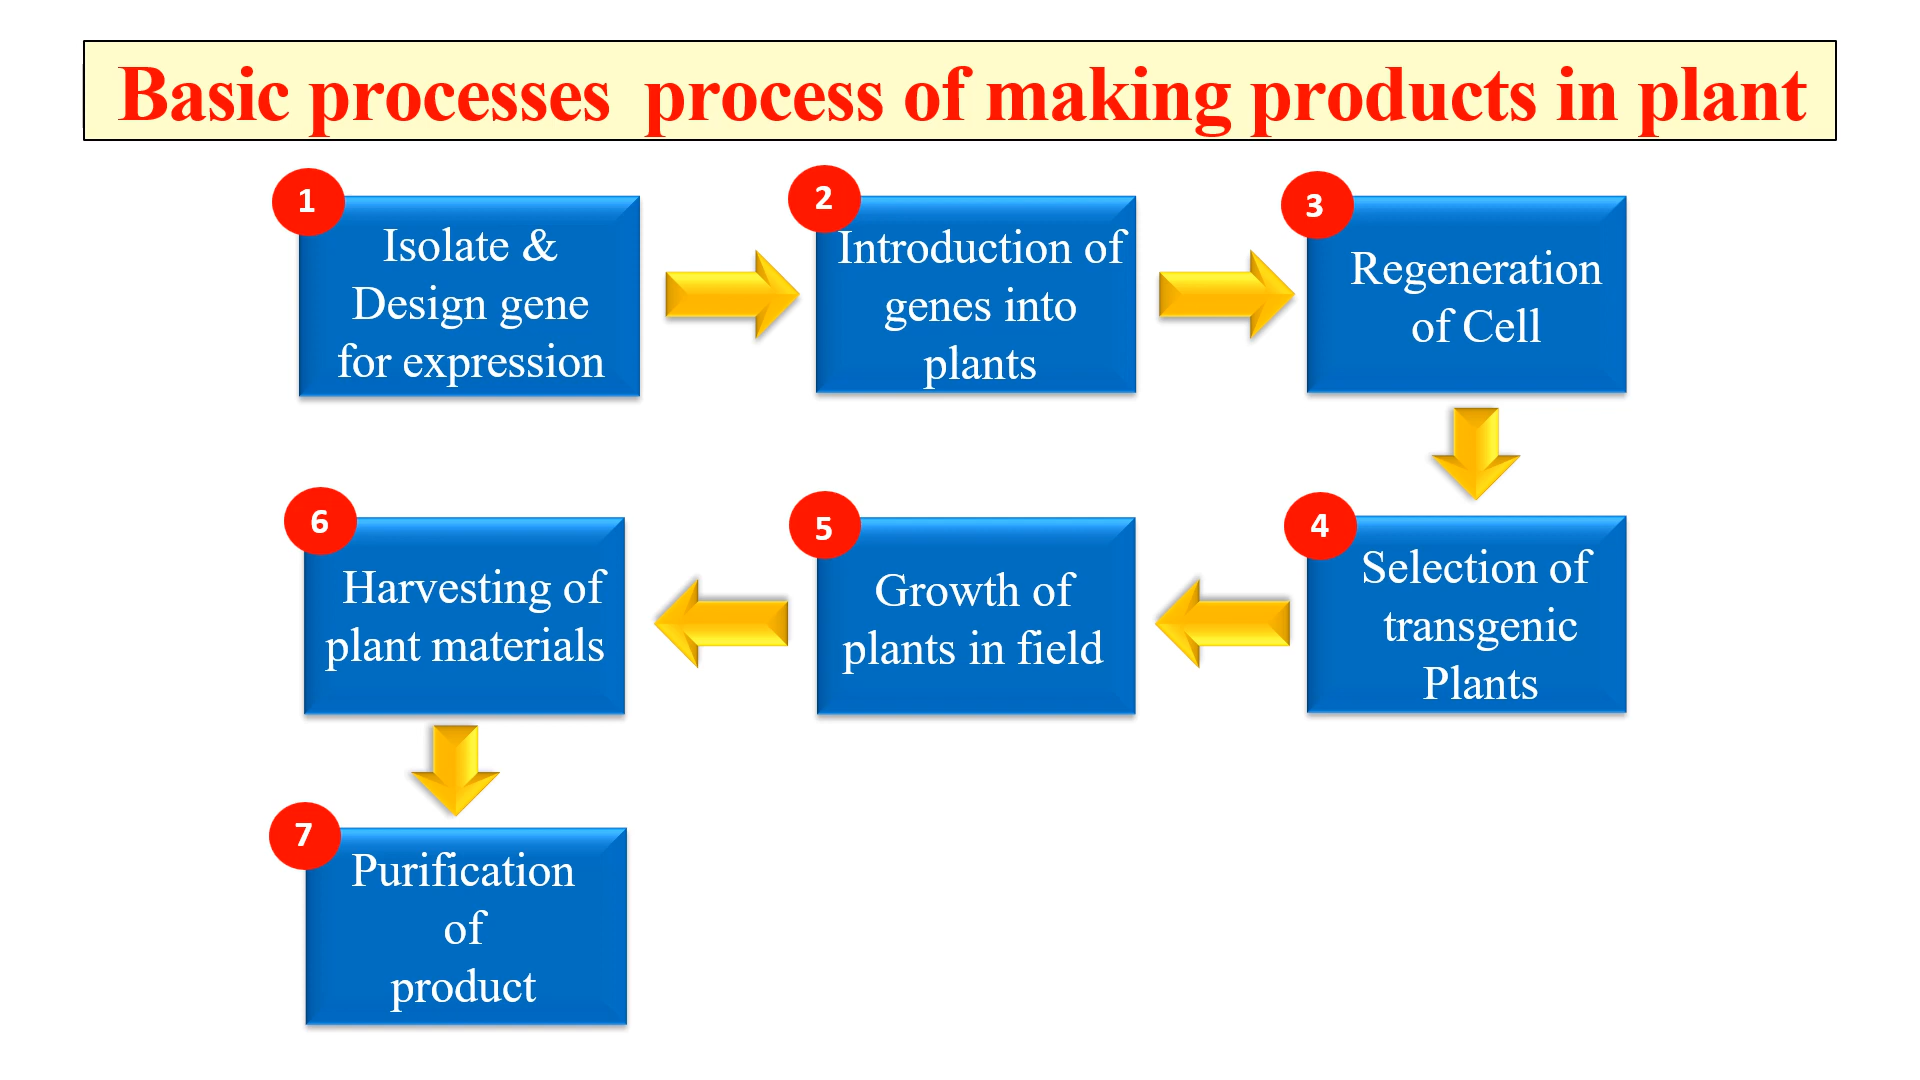 Basic processes  process of making products in plant
1
Isolate &
Design gene
for expression
2
Introduction of
genes into
plants
3
Regeneration
of Cell
4
Selection of
transgenic
Plants
5
Growth of
plants in field
6
Harvesting of
plant materials
7
Purification
of
product